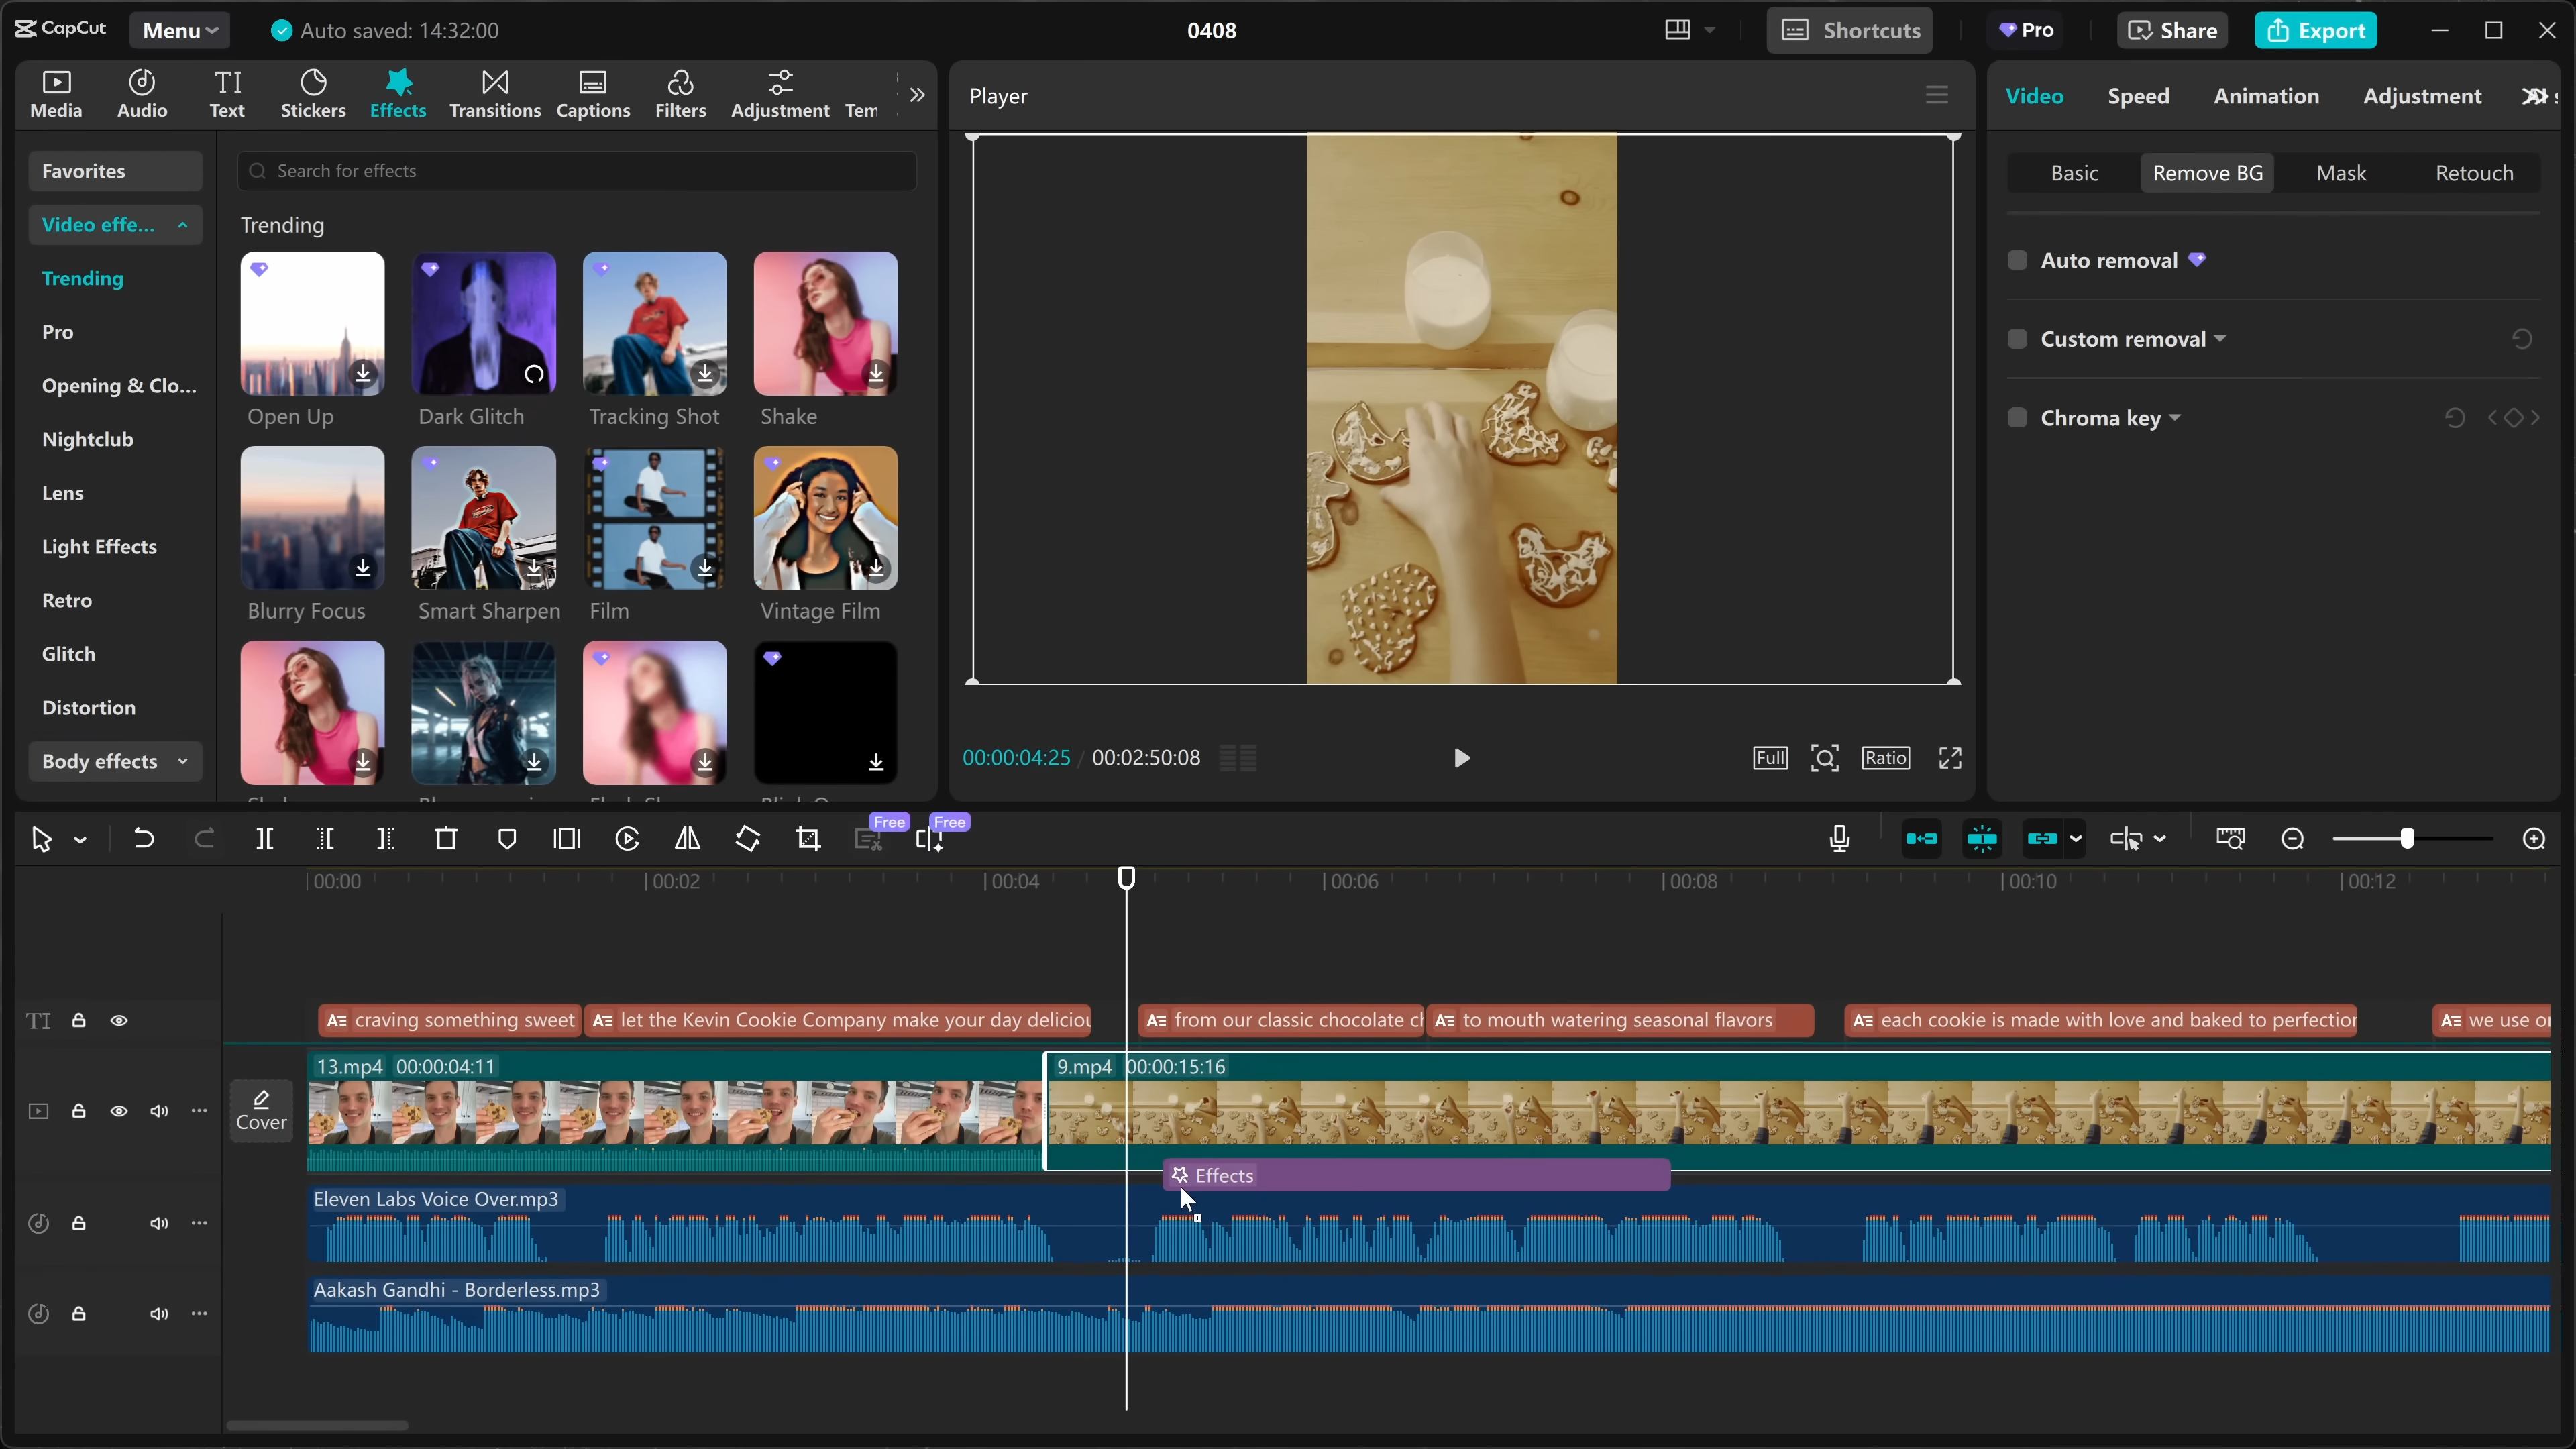 CapCut Menu Auto saved: 14:32:00 0408 Shortcuts Pro Share Export
Media Audio Text Stickers Effects Transitions Captions Filters Adjustment Tem
Favorites
Video effe...
Trending
Pro
Opening & Clo...
Nightclub
Lens
Light Effects
Retro
Glitch
Distortion
Body effects
Search for effects
Trending
Open Up Dark Glitch Tracking Shot Shake
Blurry Focus Smart Sharpen Film Vintage Film
Player
00:00:04:25 / 00:02:50:08 Full Ratio
Video Speed Animation Adjustment
Basic Remove BG Mask Retouch
Auto removal
Custom removal
Chroma key
Free Free
00:00 00:02 00:04 00:06 00:08 00:10 00:12
TI
craving something sweet let the Kevin Cookie Company make your day deliciou from our classic chocolate ch to mouth watering seasonal flavors each cookie is made with love and baked to perfection we use on
Cover
13.mp4 00:00:04:11 9.mp4 00:00:15:16
Effects
Eleven Labs Voice Over.mp3
Aakash Gandhi - Borderless.mp3